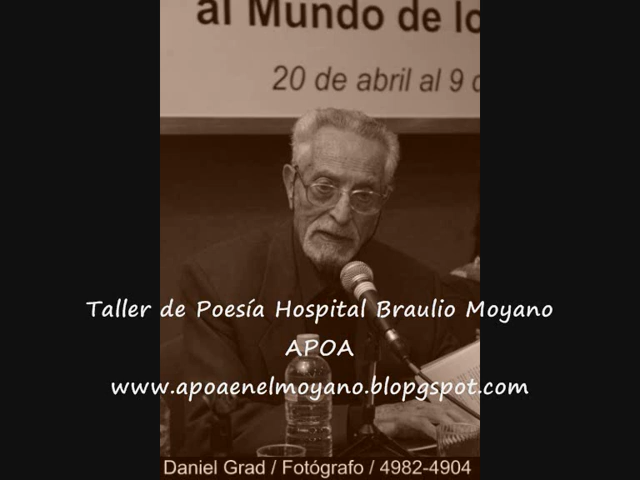 al Mundo de lo
20 de abril al 9 d
Taller de Poesía Hospital Braulio Moyano
APOA
www.apoaenelmoyano.blopgspot.com
Daniel Grad / Fotógrafo / 4982-4904